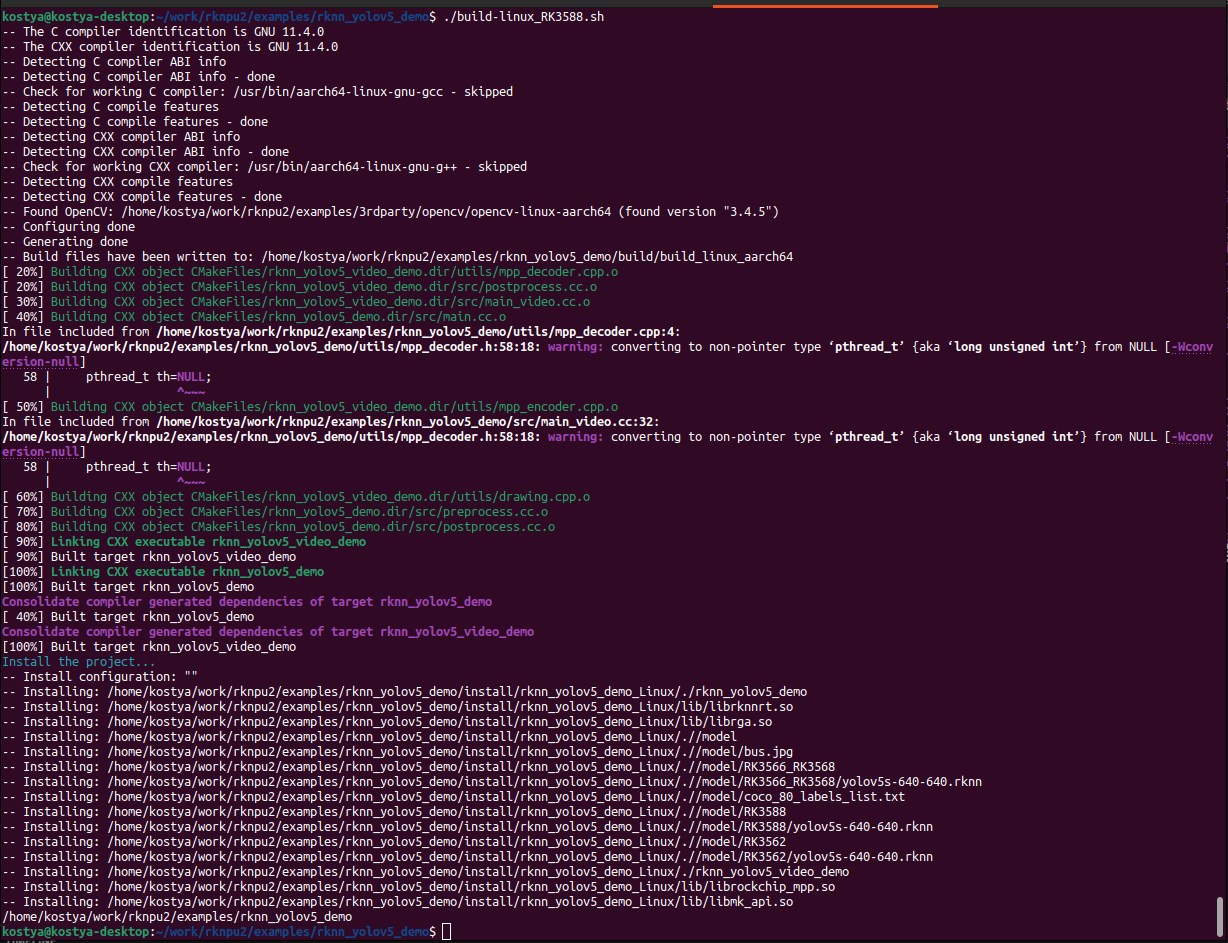 kostya@kostya-desktop:~/work/rknpu2/examples/rknn_yolov5_demo$ ./build-linux_RK3588.sh
-- The C compiler identification is GNU 11.4.0
-- The CXX compiler identification is GNU 11.4.0
-- Detecting C compiler ABI info
-- Detecting C compiler ABI info - done
-- Check for working C compiler: /usr/bin/aarch64-linux-gnu-gcc - skipped
-- Detecting C compile features
-- Detecting C compile features - done
-- Detecting CXX compiler ABI info
-- Detecting CXX compiler ABI info - done
-- Check for working CXX compiler: /usr/bin/aarch64-linux-gnu-g++ - skipped
-- Detecting CXX compile features
-- Detecting CXX compile features - done
-- Found OpenCV: /home/kostya/work/rknpu2/examples/3rdparty/opencv/opencv-linux-aarch64 (found version "3.4.5")
-- Configuring done
-- Generating done
-- Build files have been written to: /home/kostya/work/rknpu2/examples/rknn_yolov5_demo/build/build_linux_aarch64
[ 20%] Building CXX object CMakeFiles/rknn_yolov5_video_demo.dir/utils/mpp_decoder.cpp.o
[ 20%] Building CXX object CMakeFiles/rknn_yolov5_video_demo.dir/src/postprocess.cc.o
[ 30%] Building CXX object CMakeFiles/rknn_yolov5_video_demo.dir/src/main_video.cc.o
[ 40%] Building CXX object CMakeFiles/rknn_yolov5_demo.dir/src/main.cc.o
In file included from /home/kostya/work/rknpu2/examples/rknn_yolov5_demo/utils/mpp_decoder.cpp:4:
/home/kostya/work/rknpu2/examples/rknn_yolov5_demo/utils/mpp_decoder.h:58:18: warning: converting to non-pointer type ‘pthread_t’ {aka ‘long unsigned int’} from NULL [-Wconv
ersion-null]
58 | pthread_t th=NULL;
| ^~~~
[ 50%] Building CXX object CMakeFiles/rknn_yolov5_video_demo.dir/utils/mpp_encoder.cpp.o
In file included from /home/kostya/work/rknpu2/examples/rknn_yolov5_demo/src/main_video.cc:32:
/home/kostya/work/rknpu2/examples/rknn_yolov5_demo/utils/mpp_decoder.h:58:18: warning: converting to non-pointer type ‘pthread_t’ {aka ‘long unsigned int’} from NULL [-Wconv
ersion-null]
58 | pthread_t th=NULL;
| ^~~~
[ 60%] Building CXX object CMakeFiles/rknn_yolov5_video_demo.dir/utils/drawing.cpp.o
[ 70%] Building CXX object CMakeFiles/rknn_yolov5_demo.dir/src/preprocess.cc.o
[ 80%] Building CXX object CMakeFiles/rknn_yolov5_demo.dir/src/postprocess.cc.o
[ 90%] Linking CXX executable rknn_yolov5_video_demo
[ 90%] Built target rknn_yolov5_video_demo
[100%] Linking CXX executable rknn_yolov5_demo
[100%] Built target rknn_yolov5_demo
Consolidate compiler generated dependencies of target rknn_yolov5_demo
[ 40%] Built target rknn_yolov5_demo
Consolidate compiler generated dependencies of target rknn_yolov5_video_demo
[100%] Built target rknn_yolov5_video_demo
Install the project...
-- Install configuration: ""
-- Installing: /home/kostya/work/rknpu2/examples/rknn_yolov5_demo/install/rknn_yolov5_demo_Linux/./rknn_yolov5_demo
-- Installing: /home/kostya/work/rknpu2/examples/rknn_yolov5_demo/install/rknn_yolov5_demo_Linux/lib/librknnrt.so
-- Installing: /home/kostya/work/rknpu2/examples/rknn_yolov5_demo/install/rknn_yolov5_demo_Linux/lib/librga.so
-- Installing: /home/kostya/work/rknpu2/examples/rknn_yolov5_demo/install/rknn_yolov5_demo_Linux/.//model
-- Installing: /home/kostya/work/rknpu2/examples/rknn_yolov5_demo/install/rknn_yolov5_demo_Linux/.//model/bus.jpg
-- Installing: /home/kostya/work/rknpu2/examples/rknn_yolov5_demo/install/rknn_yolov5_demo_Linux/.//model/RK3566_RK3568
-- Installing: /home/kostya/work/rknpu2/examples/rknn_yolov5_demo/install/rknn_yolov5_demo_Linux/.//model/RK3566_RK3568/yolov5s-640-640.rknn
-- Installing: /home/kostya/work/rknpu2/examples/rknn_yolov5_demo/install/rknn_yolov5_demo_Linux/.//model/coco_80_labels_list.txt
-- Installing: /home/kostya/work/rknpu2/examples/rknn_yolov5_demo/install/rknn_yolov5_demo_Linux/.//model/RK3588
-- Installing: /home/kostya/work/rknpu2/examples/rknn_yolov5_demo/install/rknn_yolov5_demo_Linux/.//model/RK3588/yolov5s-640-640.rknn
-- Installing: /home/kostya/work/rknpu2/examples/rknn_yolov5_demo/install/rknn_yolov5_demo_Linux/.//model/RK3562
-- Installing: /home/kostya/work/rknpu2/examples/rknn_yolov5_demo/install/rknn_yolov5_demo_Linux/.//model/RK3562/yolov5s-640-640.rknn
-- Installing: /home/kostya/work/rknpu2/examples/rknn_yolov5_demo/install/rknn_yolov5_demo_Linux/./rknn_yolov5_video_demo
-- Installing: /home/kostya/work/rknpu2/examples/rknn_yolov5_demo/install/rknn_yolov5_demo_Linux/lib/librockchip_mpp.so
-- Installing: /home/kostya/work/rknpu2/examples/rknn_yolov5_demo/install/rknn_yolov5_demo_Linux/lib/libmk_api.so
/home/kostya/work/rknpu2/examples/rknn_yolov5_demo
kostya@kostya-desktop:~/work/rknpu2/examples/rknn_yolov5_demo$